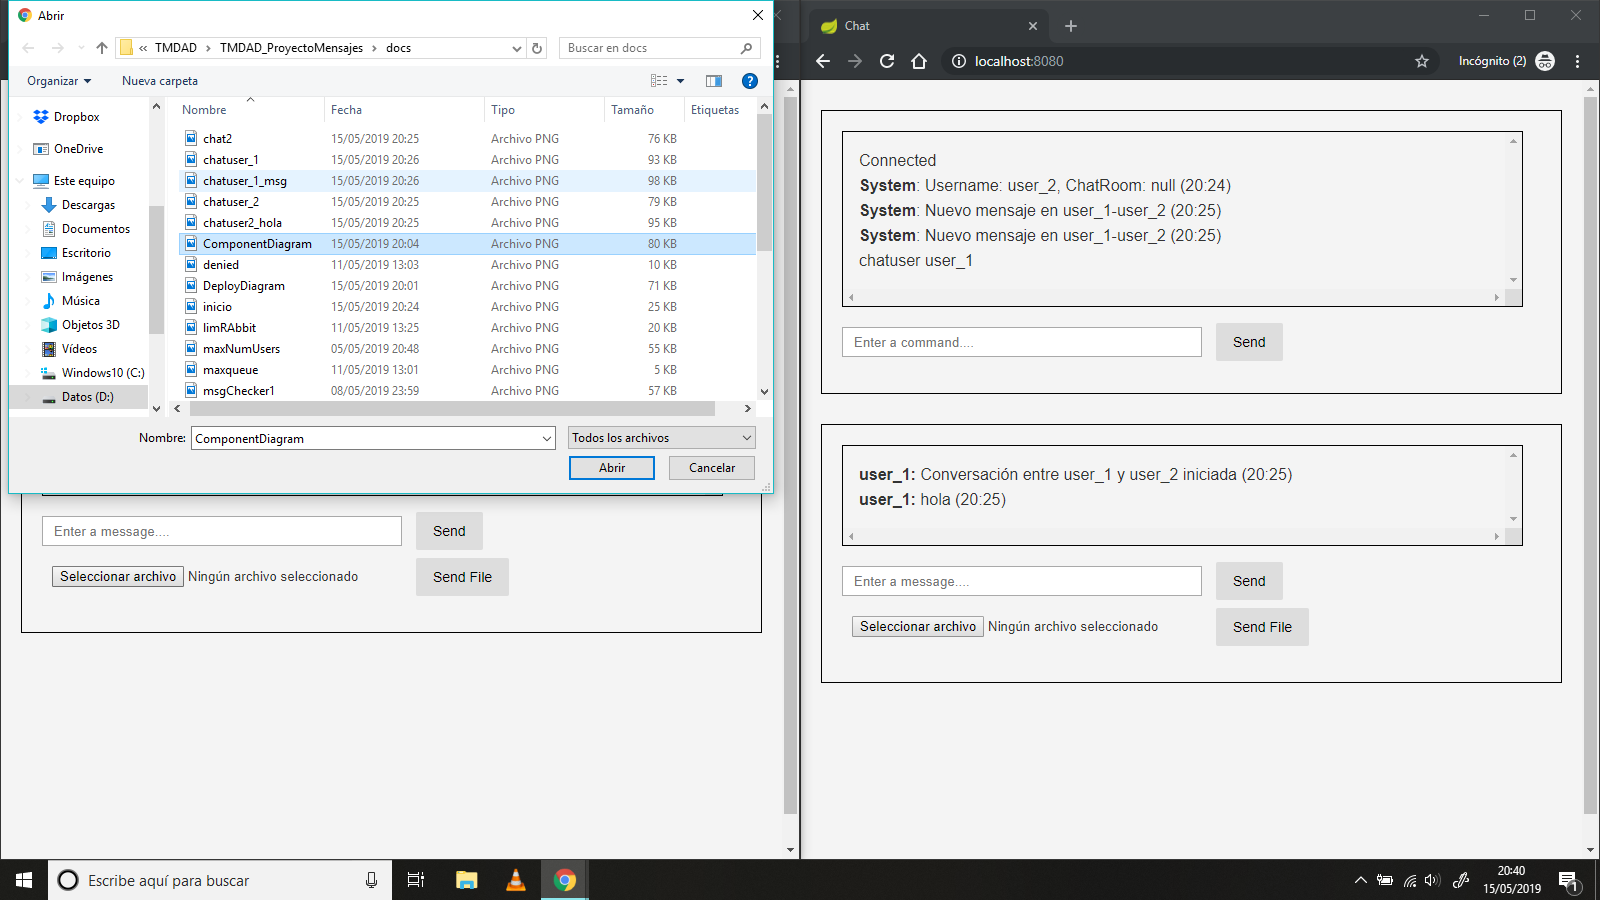 Abrir
« TMDAD › TMDAD_ProyectoMensajes › docs
Buscar en docs
Organizar
Nueva carpeta
Dropbox
OneDrive
Este equipo
Descargas
Documentos
Escritorio
Imágenes
Música
Objetos 3D
Vídeos
Windows10 (C:)
Datos (D:)
Nombre Fecha Tipo Tamaño Etiquetas
chat2 15/05/2019 20:25 Archivo PNG 76 KB
chatuser_1 15/05/2019 20:26 Archivo PNG 93 KB
chatuser_1_msg 15/05/2019 20:26 Archivo PNG 98 KB
chatuser_2 15/05/2019 20:25 Archivo PNG 79 KB
chatuser2_hola 15/05/2019 20:25 Archivo PNG 95 KB
ComponentDiagram 15/05/2019 20:04 Archivo PNG 80 KB
denied 11/05/2019 13:03 Archivo PNG 10 KB
DeployDiagram 15/05/2019 20:01 Archivo PNG 71 KB
inicio 15/05/2019 20:24 Archivo PNG 25 KB
limRAbbit 11/05/2019 13:25 Archivo PNG 20 KB
maxNumUsers 05/05/2019 20:48 Archivo PNG 55 KB
maxqueue 11/05/2019 13:01 Archivo PNG 5 KB
msgChecker1 08/05/2019 23:59 Archivo PNG 57 KB
Nombre: ComponentDiagram
Todos los archivos
Abrir
Cancelar
Enter a message....
Send
Seleccionar archivo Ningún archivo seleccionado
Send File
Chat
localhost:8080
Incógnito (2)
Connected
System: Username: user_2, ChatRoom: null (20:24)
System: Nuevo mensaje en user_1-user_2 (20:25)
System: Nuevo mensaje en user_1-user_2 (20:25)
chatuser user_1
Enter a command....
Send
user_1: Conversación entre user_1 y user_2 iniciada (20:25)
user_1: hola (20:25)
Enter a message....
Send
Seleccionar archivo Ningún archivo seleccionado
Send File
Escribe aquí para buscar
20:40
15/05/2019
1